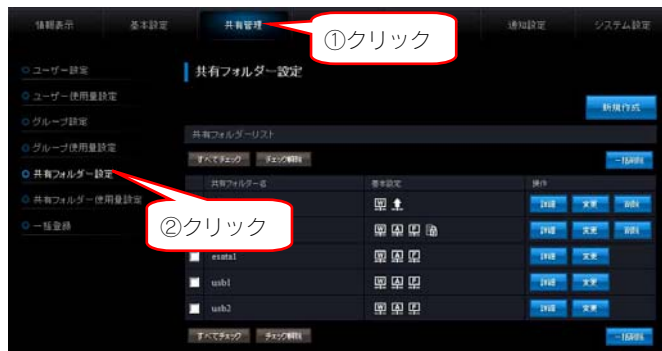 情報表示 基本設定 共有管理 通知設定 システム設定
①クリック
ユーザー設定
共有フォルダー設定
ユーザー使用量設定
新規作成
グループ設定
共有フォルダーリスト
グループ使用量設定
すべてチェック チェック解除 一括削除
共有フォルダー設定
共有フォルダー名 基本設定 操作
共有フォルダー使用量設定
詳細 変更
②クリック
一括登録
詳細 変更 削除
esata1 詳細 変更
usb1 詳細 変更
usb2 詳細 変更
すべてチェック チェック解除 一括削除